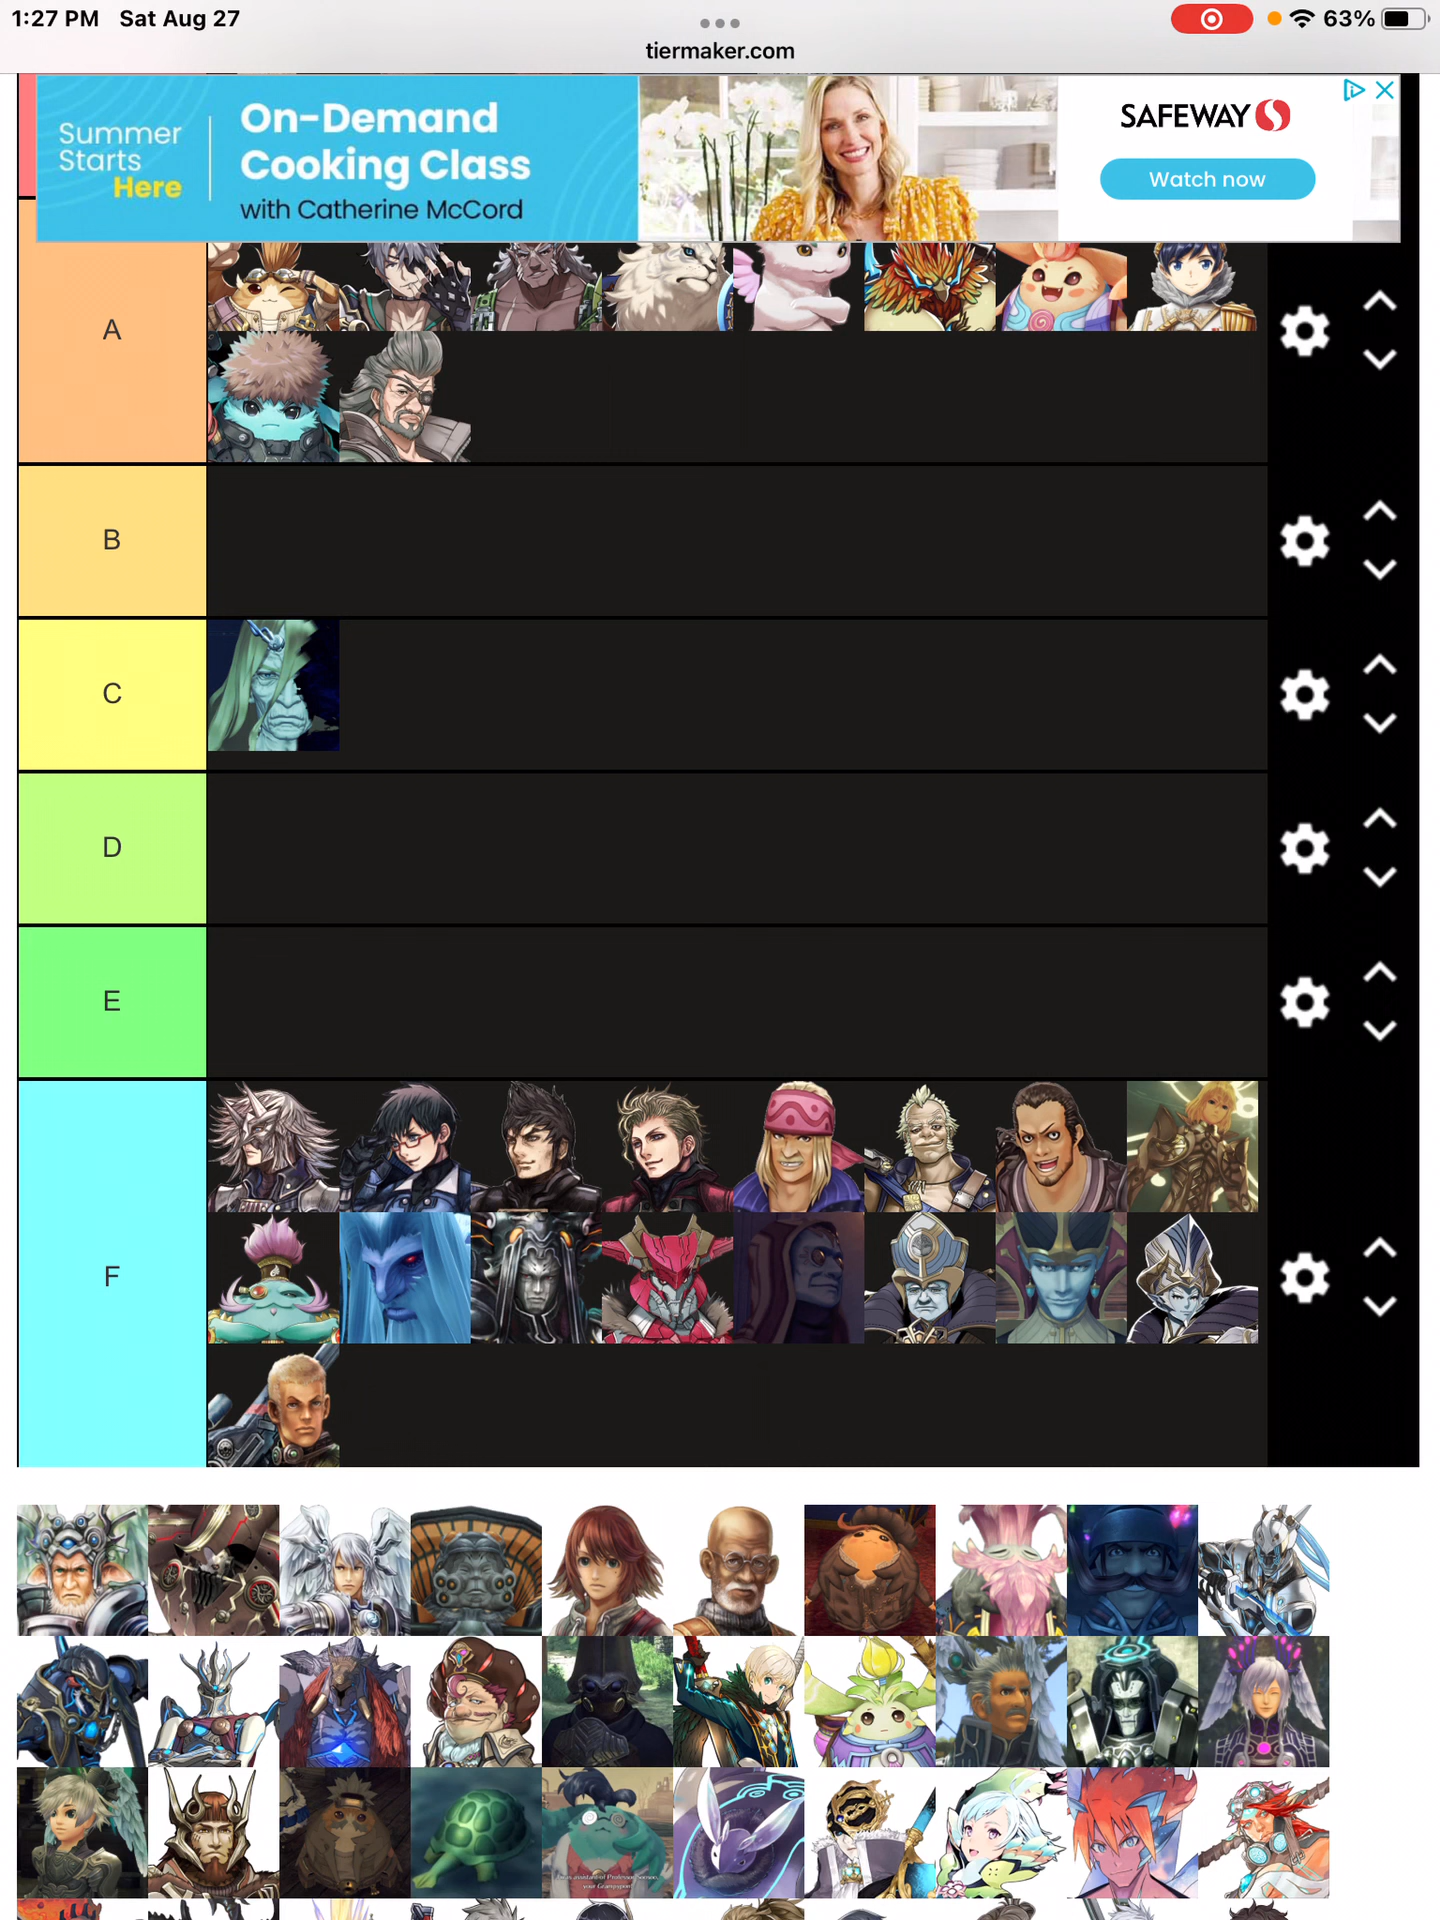 1:27 PM Sat Aug 27
63%
tiermaker.com
Summer
Starts
Here
On-Demand
Cooking Class
with Catherine McCord
SAFEWAY
Watch now
A
B
C
D
E
F